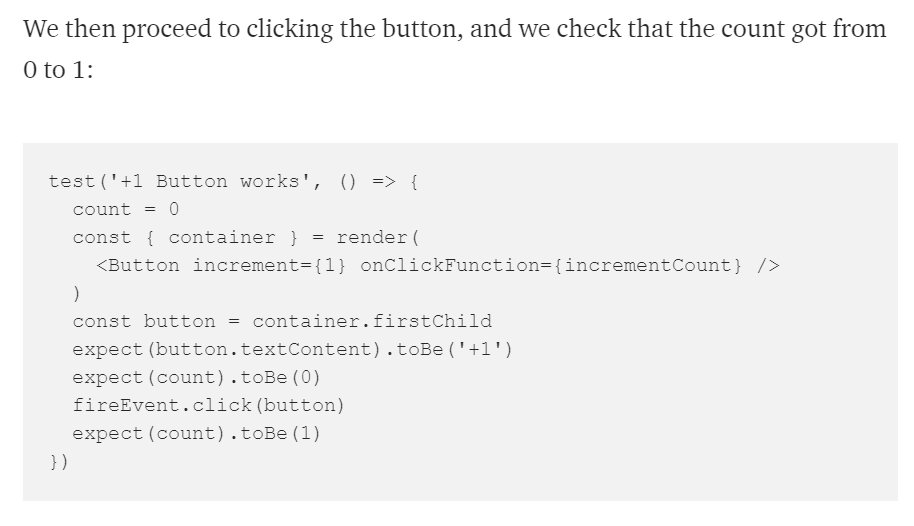 We then proceed to clicking the button, and we check that the count got from
0 to 1:
test('+1 Button works', () => {
  count = 0
  const { container } = render(
    <Button increment={1} onClickFunction={incrementCount} />
  )
  const button = container.firstChild
  expect(button.textContent).toBe('+1')
  expect(count).toBe(0)
  fireEvent.click(button)
  expect(count).toBe(1)
})